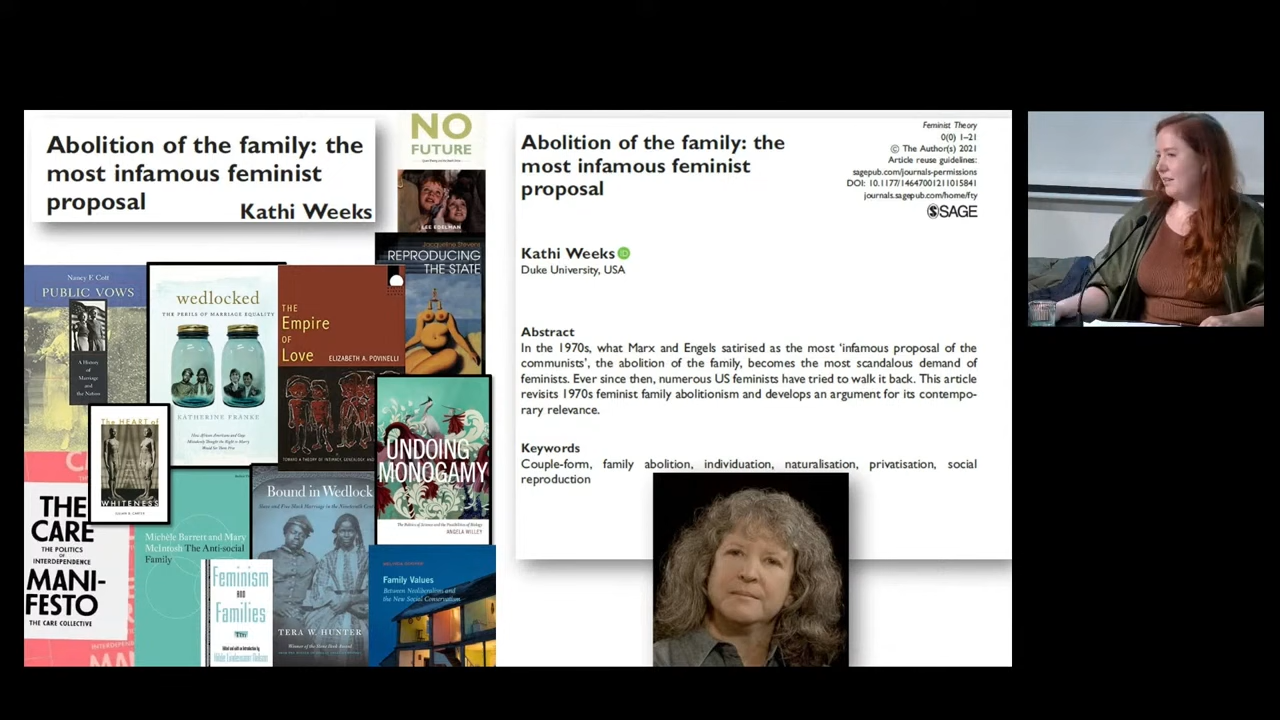 Abolition of the family: the
most infamous feminist
proposal
Kathi Weeks
NO
FUTURE
LEE EDELMAN
Jacqueline Stevens
REPRODUCING
THE STATE
Nancy F. Cott
PUBLIC VOWS
A History
of
Marriage
and
the Nation
wedlocked
THE PERILS OF MARRIAGE EQUALITY
KATHERINE FRANKE
THE
Empire
OF
Love
ELIZABETH A. POVINELLI
The HEART of
WHITENESS
UNDOING
MONOGAMY
ANGELA WILLEY
THE
CARE
THE POLITICS
OF
INTERDEPENDENCE
MANI-
FESTO
THE CARE
COLLECTIVE
Michèle Barrett and Mary
McIntosh The Anti-social
Family
Bound in Wedlock
TERA W. HUNTER
Feminism
AND
Families
Family Values
Between Neoliberalism and
the New Social Conservatism
Abolition of the family: the
most infamous feminist
proposal
Feminist Theory
0(0) 1–21
© The Author(s) 2021
Article reuse guidelines:
sagepub.com/journals-permissions
DOI: 10.1177/14647001211015841
journals.sagepub.com/home/fty
SAGE
Kathi Weeks
Duke University, USA
Abstract
In the 1970s, what Marx and Engels satirised as the most ‘infamous proposal of the
communists’, the abolition of the family, becomes the most scandalous demand of
feminists. Ever since then, numerous US feminists have tried to walk it back. This article
revisits 1970s feminist family abolitionism and develops an argument for its contempo-
rary relevance.
Keywords
Couple-form, family abolition, individuation, naturalisation, privatisation, social
reproduction